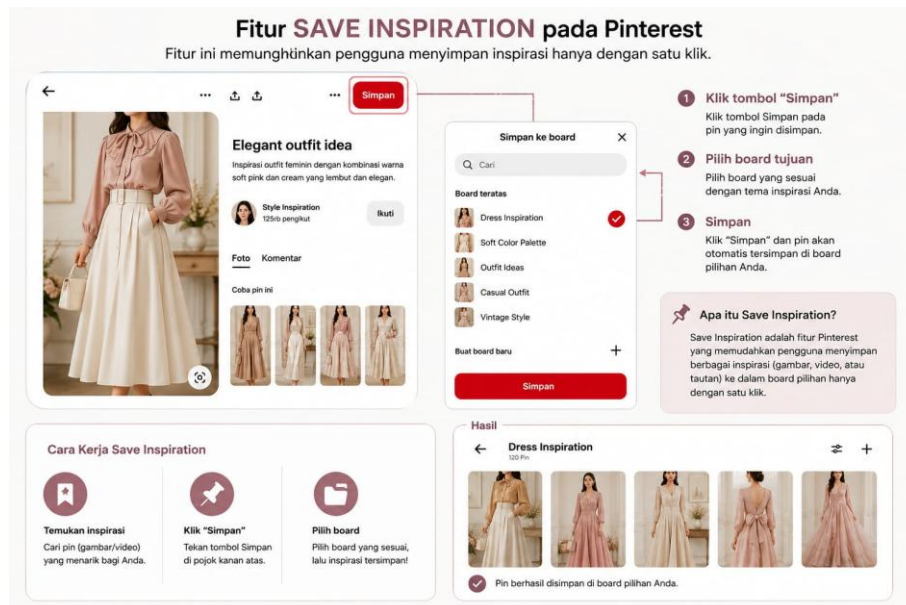 Fitur SAVE INSPIRATION pada Pinterest
Fitur ini memunghkinkan pengguna menyimpan inspirasi hanya dengan satu klik.
Simpan
Elegant outfit idea
Inspirasi outfit feminin dengan kombinasi warna
soft pink dan cream yang lembut dan elegan.
Style Inspiration
125rb pengikut
Ikuti
Foto Komentar
Coba pin ini
Simpan ke board
Cari
Board teratas
Dress Inspiration
Soft Color Palette
Outfit Ideas
Casual Outfit
Vintage Style
Buat board baru
Simpan
1 Klik tombol “Simpan”
Klik tombol Simpan pada
pin yang ingin disimpan.
2 Pilih board tujuan
Pilih board yang sesuai
dengan tema inspirasi Anda.
3 Simpan
Klik “Simpan” dan pin akan
otomatis tersimpan di board
pilihan Anda.
Apa itu Save Inspiration?
Save Inspiration adalah fitur Pinterest
yang memudahkan pengguna menyimpan
berbagai inspirasi (gambar, video, atau
tautan) ke dalam board pilihan hanya
dengan satu klik.
Cara Kerja Save Inspiration
Temukan inspirasi
Cari pin (gambar/video)
yang menarik bagi Anda.
Klik “Simpan”
Tekan tombol Simpan
di pojok kanan atas.
Pilih board
Pilih board yang sesuai,
lalu inspirasi tersimpan!
Hasil
Dress Inspiration
120 Pin
Pin berhasil disimpan di board pilihan Anda.